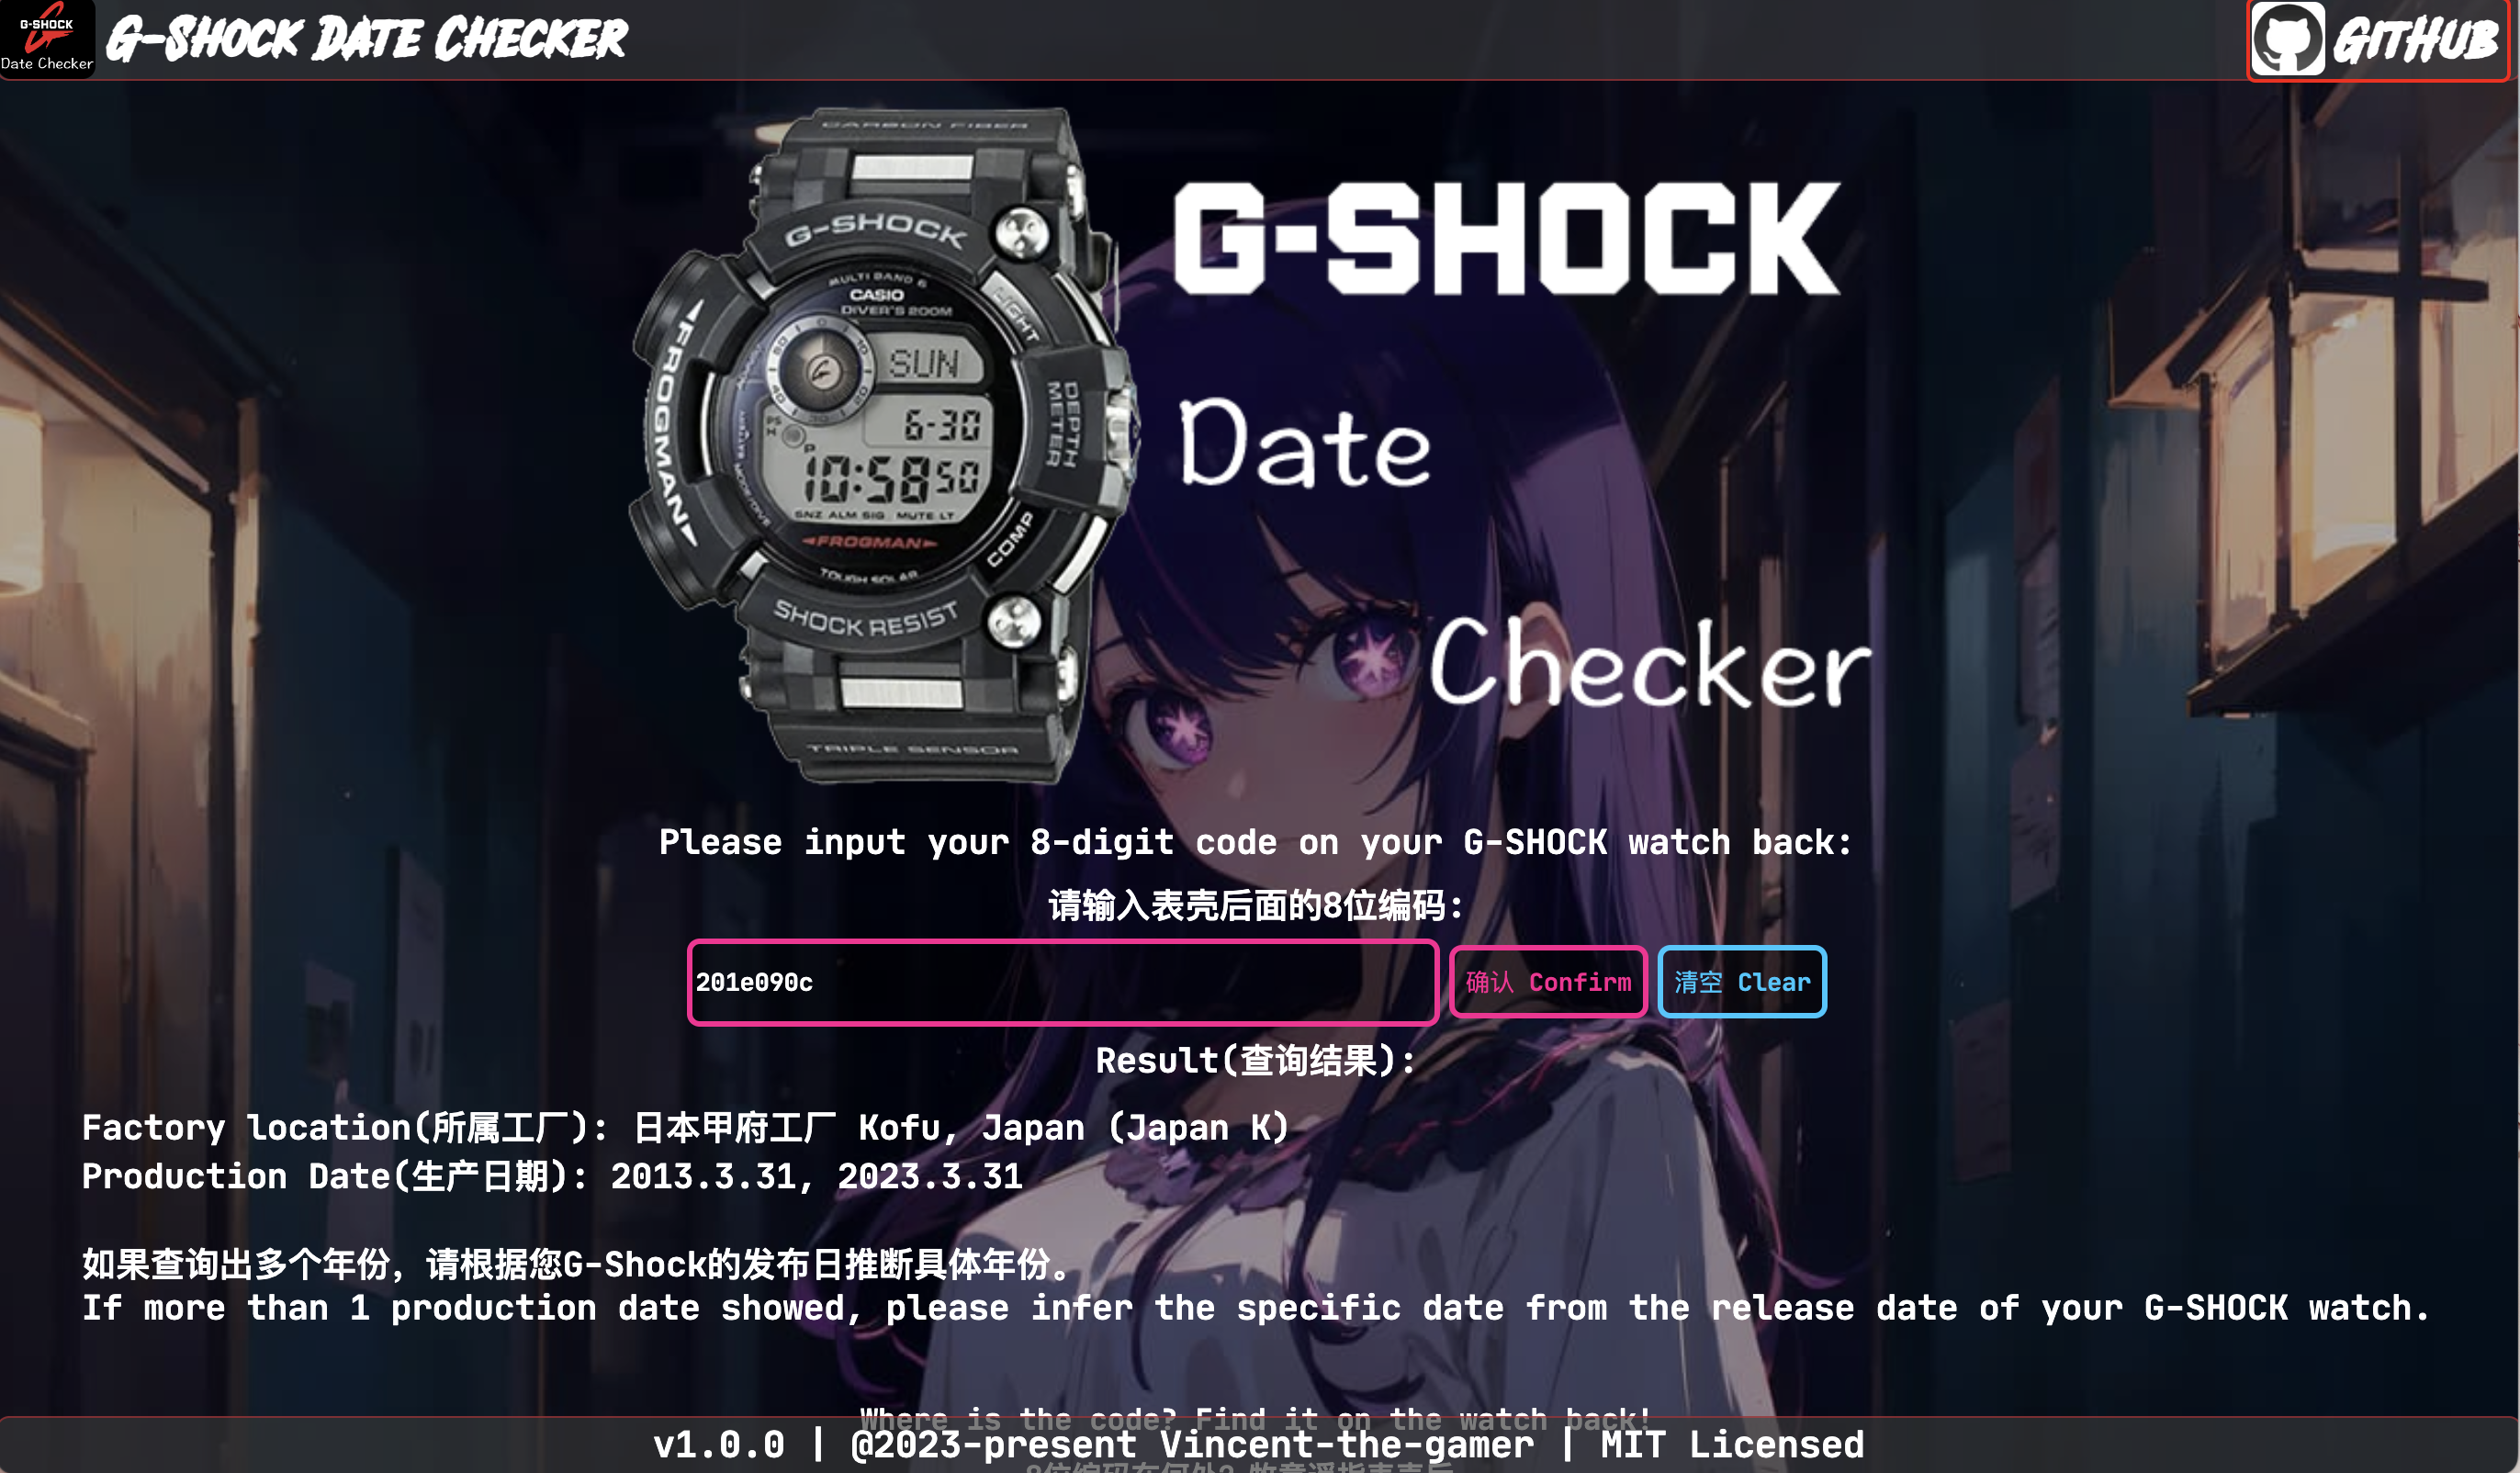 G-SHOCK
Date Checker
G-Shock Date Checker
GitHub
CARBON FIBER
G-SHOCK
MULTI BAND 6
CASIO
DIVER'S 200M
LIGHT
◀FROGMAN▶
SUN
DEPTH
METER
6-30
P
10:58 50
SNZ ALM SIG MUTE LT
◀FROGMAN▶
COMP
TOUGH SOLAR
SHOCK RESIST
TRIPLE SENSOR
G-SHOCK
Date
Checker
Please input your 8-digit code on your G-SHOCK watch back:
请输入表壳后面的8位编码:
201e090c
确认 Confirm
清空 Clear
Result(查询结果):
Factory location(所属工厂): 日本甲府工厂 Kofu, Japan (Japan K)
Production Date(生产日期): 2013.3.31, 2023.3.31
如果查询出多个年份，请根据您G-Shock的发布日推断具体年份。
If more than 1 production date showed, please infer the specific date from the release date of your G-SHOCK watch.
Where is the code? Find it on the watch back!
v1.0.0 | @2023-present Vincent-the-gamer | MIT Licensed